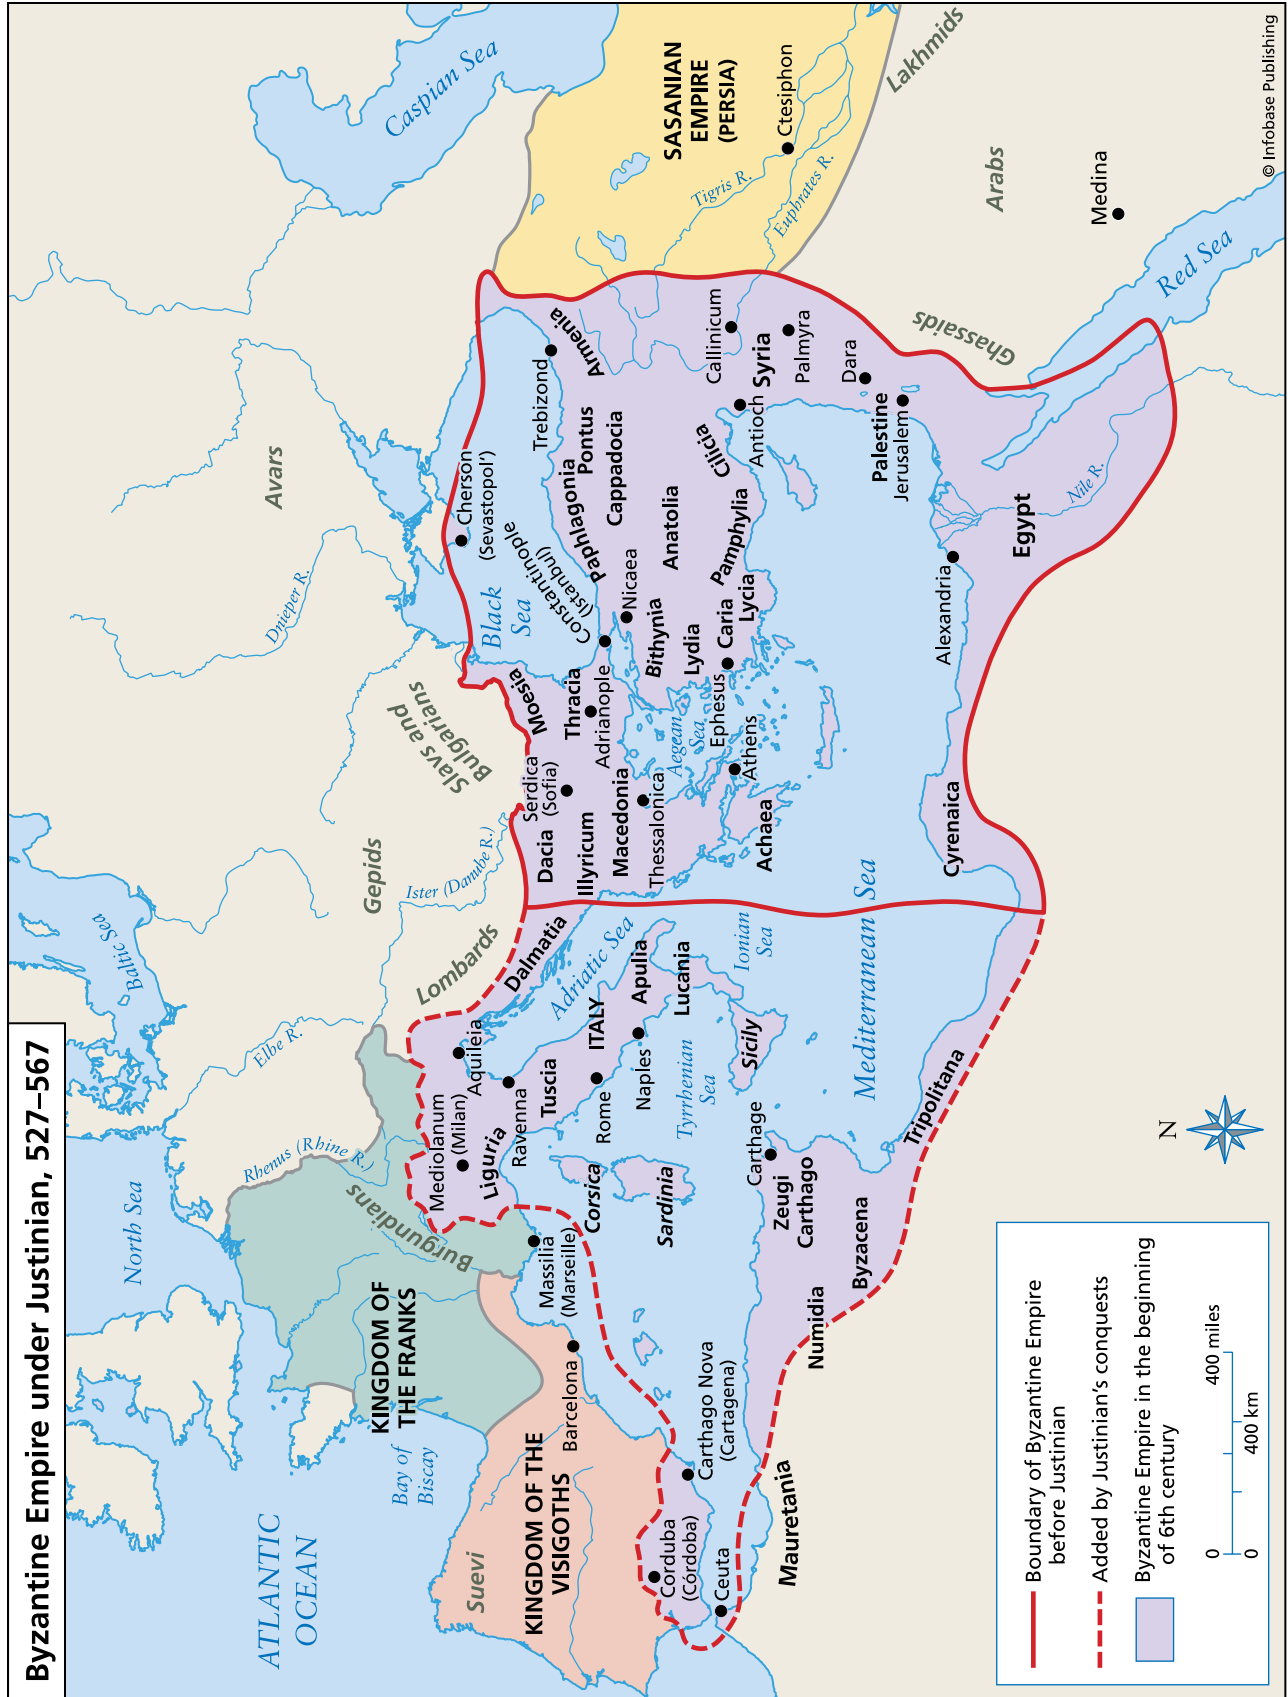 Byzantine Empire under Justinian, 527–567
ATLANTIC
OCEAN
North Sea
Baltic Sea
Bay of
Biscay
Elbe R.
Rhenus (Rhine R.)
Ister (Danube R.)
Dnieper R.
Caspian Sea
Black
Sea
KINGDOM OF
THE FRANKS
Burgundians
Suevi
KINGDOM OF THE
VISIGOTHS
Lombards
Gepids
Slavs and
Bulgarians
Avars
SASANIAN
EMPIRE
(PERSIA)
Ctesiphon
Tigris R.
Euphrates R.
Lakhmids
Arabs
Ghassaids
Medina
Red Sea
Massilia
(Marseille)
Barcelona
Corduba
(Córdoba)
Carthago Nova
(Cartagena)
Ceuta
Mauretania
Numidia
Byzacena
Zeugi
Carthago
Carthage
Tripolitana
Mediolanum
(Milan)
Liguria
Aquileia
Ravenna
Tuscia
ITALY
Rome
Naples
Apulia
Lucania
Corsica
Sardinia
Sicily
Tyrrhenian
Sea
Adriatic Sea
Ionian
Sea
Mediterranean Sea
Dalmatia
Dacia
Serdica
(Sofia)
Illyricum
Macedonia
Thessalonica
Moesia
Thracia
Adrianople
Achaea
Athens
Aegean
Sea
Constantinople
(Istanbul)
Nicaea
Bithynia
Lydia
Ephesus
Caria
Lycia
Pamphylia
Anatolia
Paphlagonia
Pontus
Cappadocia
Cilicia
Cherson
(Sevastopol’)
Trebizond
Armenia
Callinicum
Syria
Palmyra
Antioch
Dara
Palestine
Jerusalem
Alexandria
Egypt
Nile R.
Cyrenaica
N
Boundary of Byzantine Empire
before Justinian
Added by Justinian’s conquests
Byzantine Empire in the beginning
of 6th century
0 400 miles
0 400 km
© Infobase Publishing